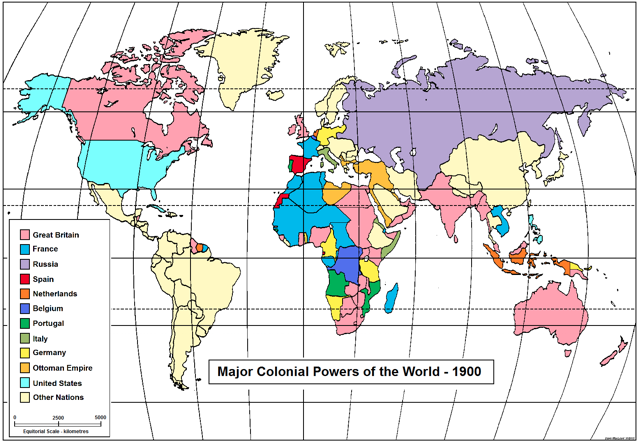 Great Britain
France
Russia
Spain
Netherlands
Belgium
Portugal
Italy
Germany
Ottoman Empire
United States
Other Nations
0 2500 5000
Equitorial Scale - kilometres
Major Colonial Powers of the World - 1900